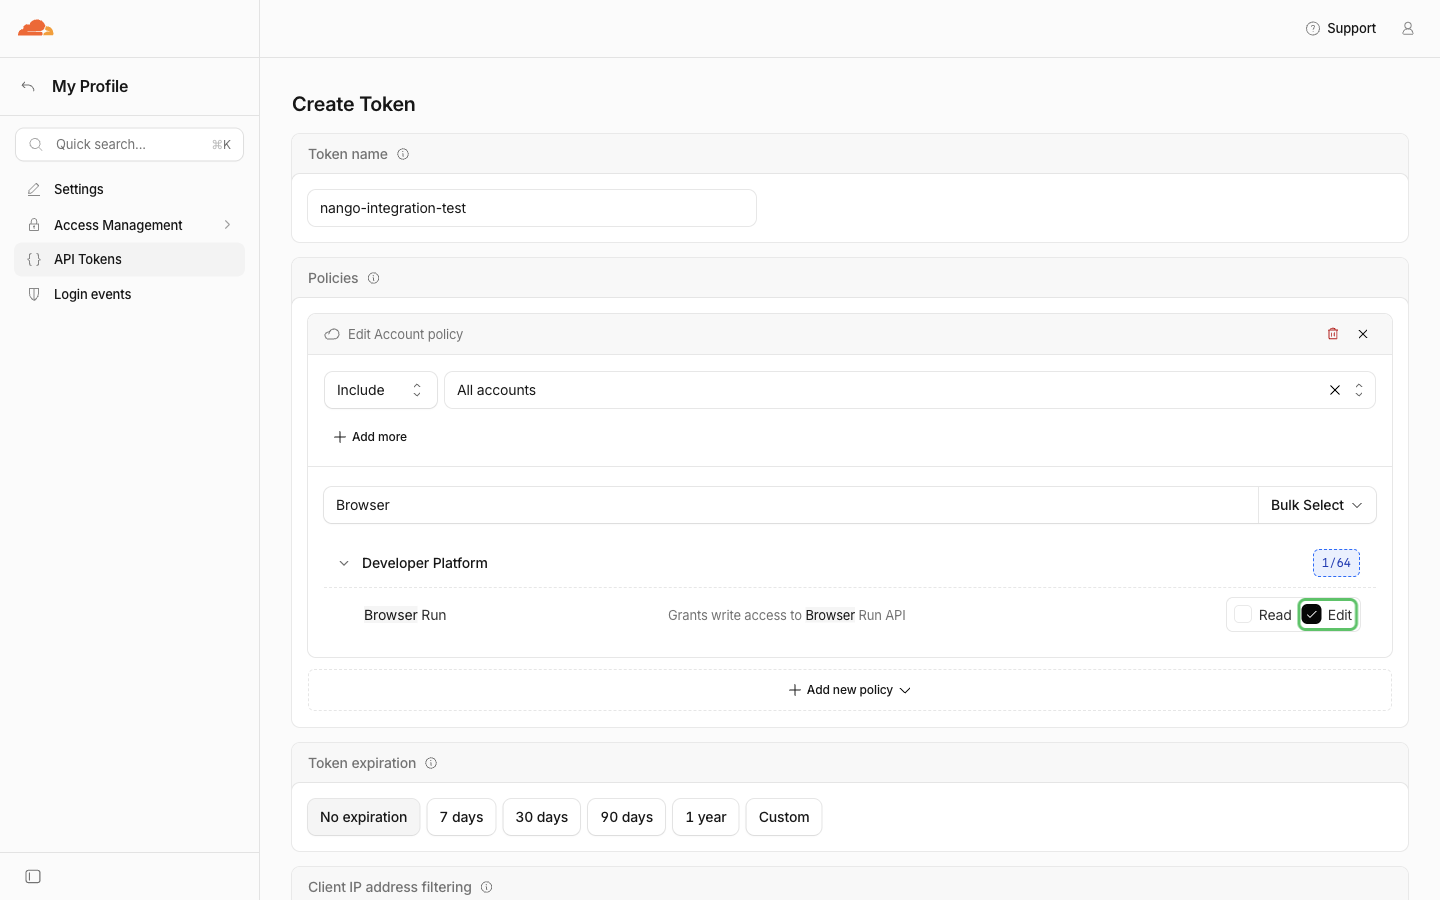 Support
My Profile
Quick search... ⌘K
Settings
Access Management
API Tokens
Login events
Create Token
Token name
nango-integration-test
Policies
Edit Account policy
Include All accounts
Add more
Browser Bulk Select
Developer Platform 1/64
Browser Run Grants write access to Browser Run API Read Edit
Add new policy
Token expiration
No expiration 7 days 30 days 90 days 1 year Custom
Client IP address filtering